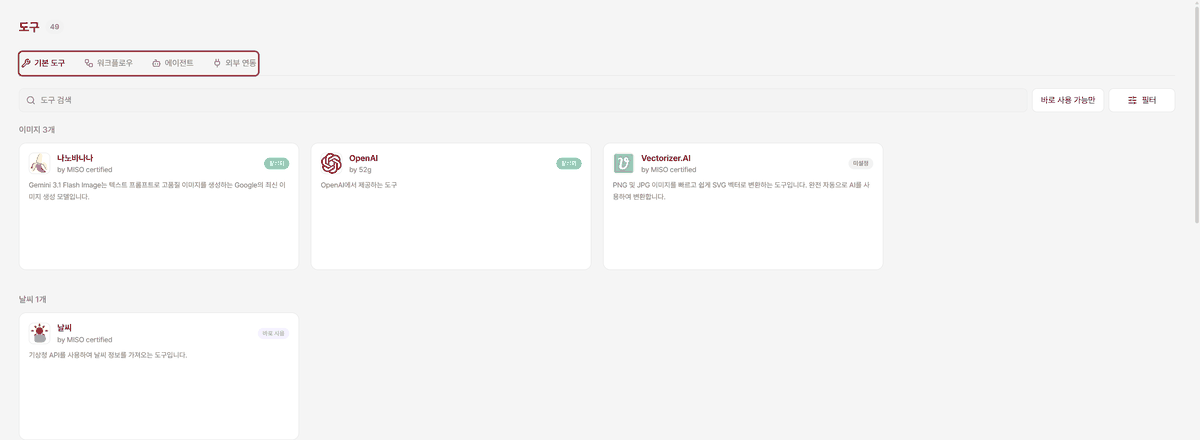 도구 49
기본 도구 워크플로우 에이전트 외부 연동
도구 검색 바로 사용 가능만 필터
이미지 3개
나노바나나
by MISO certified
Gemini 3.1 Flash Image는 텍스트 프롬프트로 고품질 이미지를 생성하는 Google의 최신 이
미지 생성 모델입니다.
OpenAI
by 52g
OpenAI에서 제공하는 도구
Vectorizer.AI 미설정
by MISO certified
PNG 및 JPG 이미지를 빠르고 쉽게 SVG 벡터로 변환하는 도구입니다. 완전 자동으로 AI를 사
용하여 변환합니다.
날씨 1개
날씨 바로 사용
by MISO certified
기상청 API를 사용하여 날씨 정보를 가져오는 도구입니다.